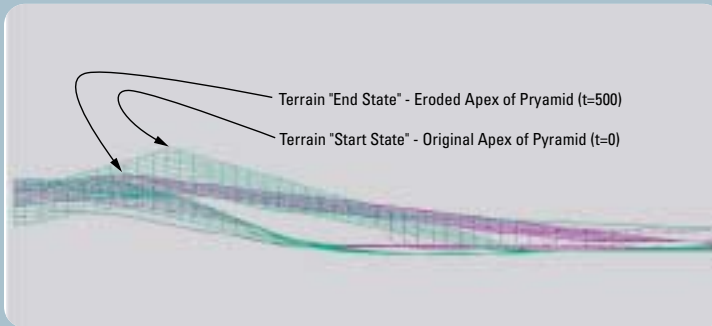 Terrain "End State" - Eroded Apex of Pryamid (t=500)
Terrain "Start State" - Original Apex of Pyramid (t=0)